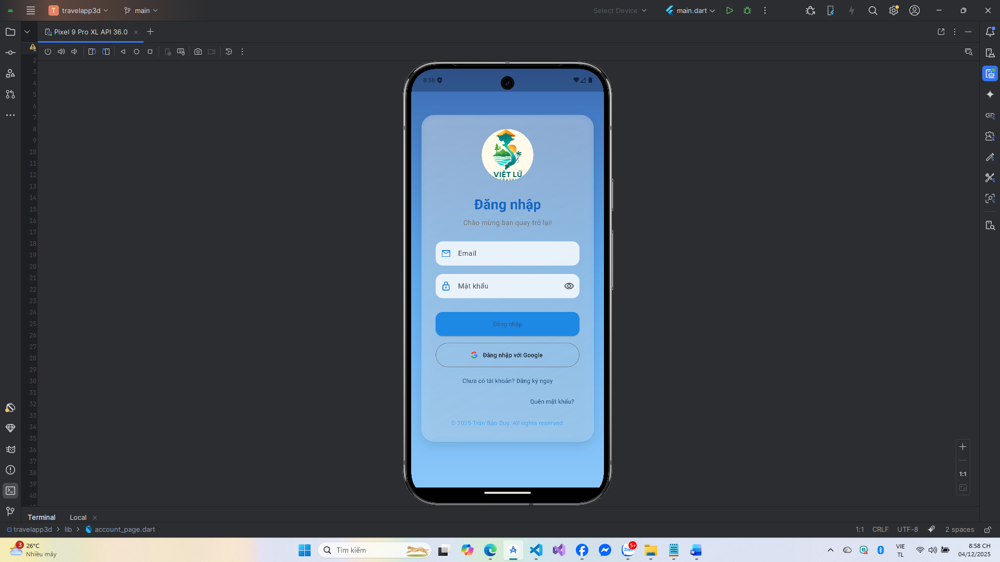 T travelapp3d main Select Device main.dart
Pixel 9 Pro XL API 36.0
2
3
4
5
6
7
8
9
10
11
12
13
14
15
16
17
18
19
20
21
22
23
24
25
26
27
28
29
30
31
32
33
34
35
36
37
38
39
40
8:58
VIỆT LỮ
TRAVEL
Đăng nhập
Chào mừng bạn quay trở lại!
Email
Mật khẩu
Đăng nhập
Đăng nhập với Google
Chưa có tài khoản? Đăng ký ngay
Quên mật khẩu?
© 2025 Trần Bảo Duy. All rights reserved.
1:1
Terminal Local
travelapp3d lib account_page.dart 1:1 CRLF UTF-8 2 spaces
3 26°C
Nhiều mây
Tìm kiếm
Zalo 5+
VIE
TL
8:58 CH
04/12/2025